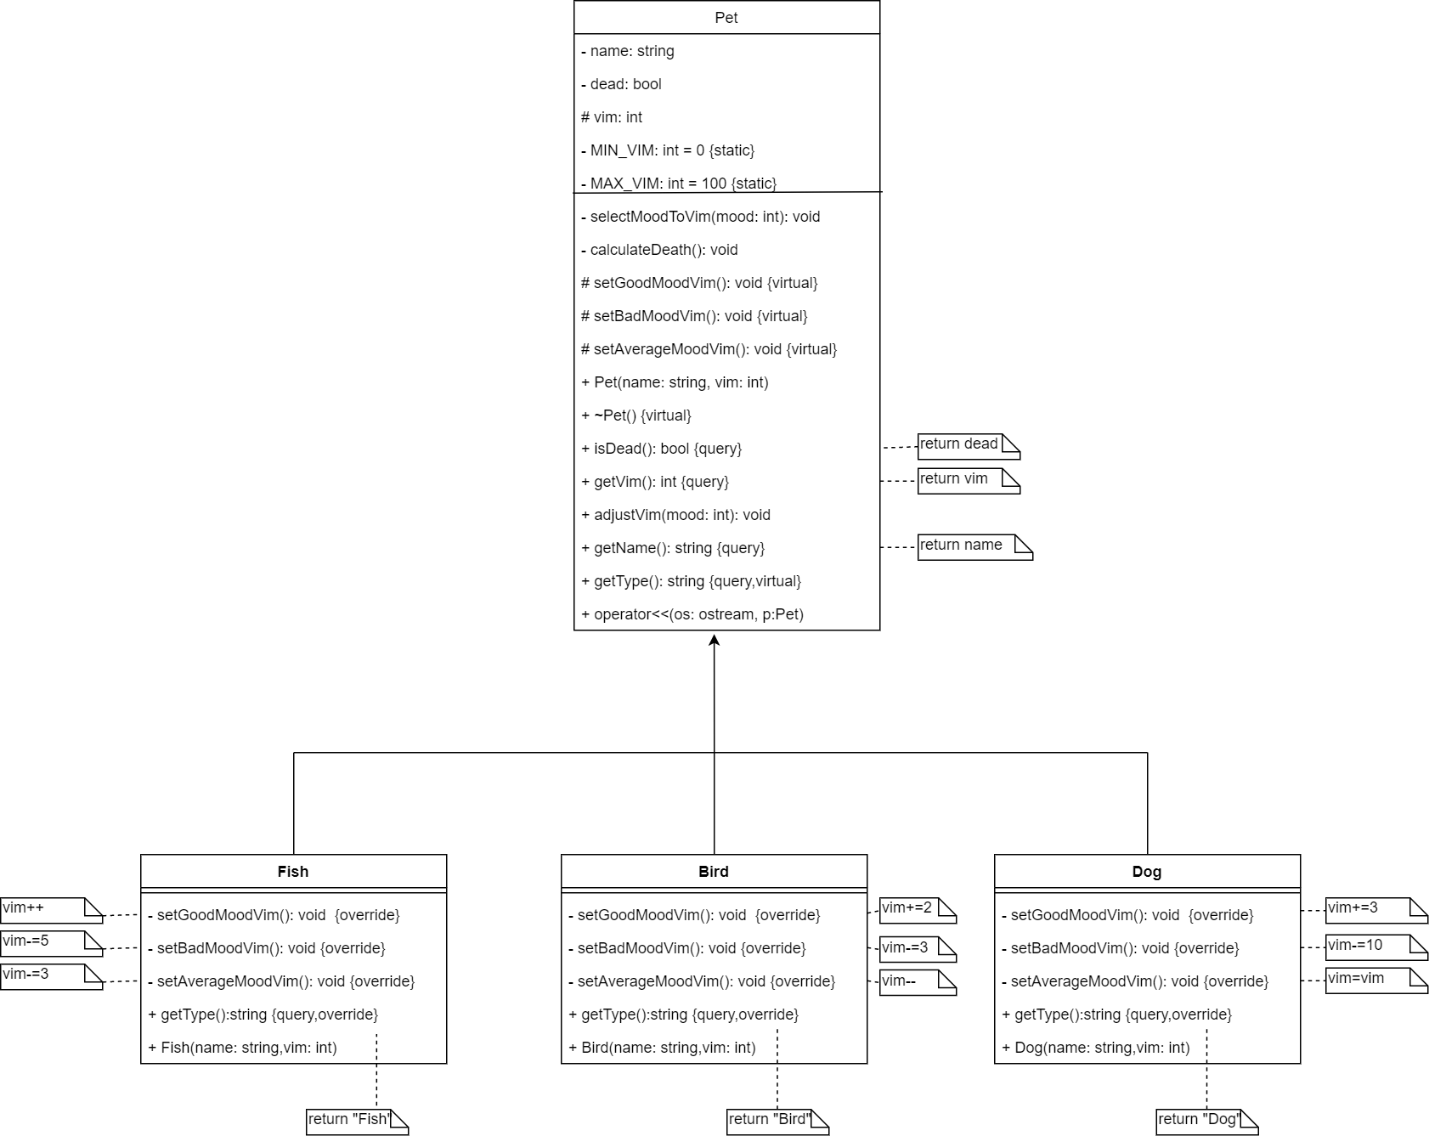 Pet
- name: string
- dead: bool
# vim: int
- MIN_VIM: int = 0 {static}
- MAX_VIM: int = 100 {static}
- selectMoodToVim(mood: int): void
- calculateDeath(): void
# setGoodMoodVim(): void {virtual}
# setBadMoodVim(): void {virtual}
# setAverageMoodVim(): void {virtual}
+ Pet(name: string, vim: int)
+ ~Pet() {virtual}
+ isDead(): bool {query}
return dead
+ getVim(): int {query}
return vim
+ adjustVim(mood: int): void
+ getName(): string {query}
return name
+ getType(): string {query,virtual}
+ operator<<(os: ostream, p:Pet)
Fish
vim++
- setGoodMoodVim(): void  {override}
vim-=5
- setBadMoodVim(): void {override}
vim-=3
- setAverageMoodVim(): void {override}
+ getType():string {query,override}
+ Fish(name: string,vim: int)
return "Fish"
Bird
- setGoodMoodVim(): void  {override}
vim+=2
- setBadMoodVim(): void {override}
vim-=3
- setAverageMoodVim(): void {override}
vim--
+ getType():string {query,override}
+ Bird(name: string,vim: int)
return "Bird"
Dog
- setGoodMoodVim(): void  {override}
vim+=3
- setBadMoodVim(): void {override}
vim-=10
- setAverageMoodVim(): void {override}
vim=vim
+ getType():string {query,override}
+ Dog(name: string,vim: int)
return "Dog"